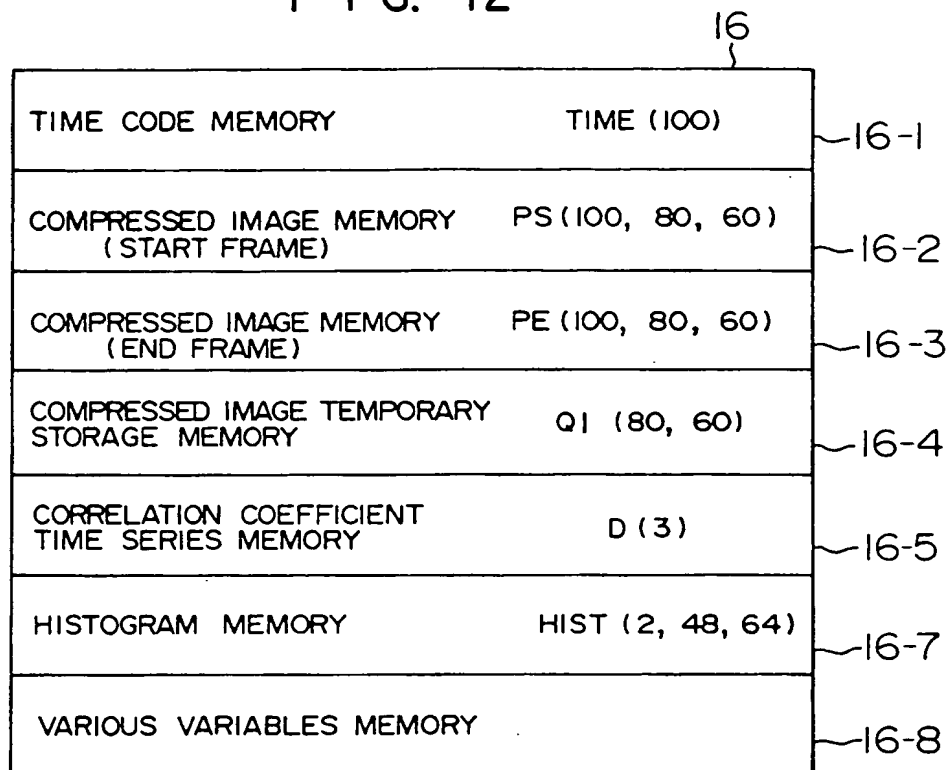 FIG. 12
16
TIME CODE MEMORY TIME (100)
16-1
COMPRESSED IMAGE MEMORY PS (100, 80, 60)
(START FRAME)
16-2
COMPRESSED IMAGE MEMORY PE (100, 80, 60)
(END FRAME)
16-3
COMPRESSED IMAGE TEMPORARY
STORAGE MEMORY QI (80, 60)
16-4
CORRELATION COEFFICIENT
TIME SERIES MEMORY D (3)
16-5
HISTOGRAM MEMORY HIST (2, 48, 64)
16-7
VARIOUS VARIABLES MEMORY
16-8